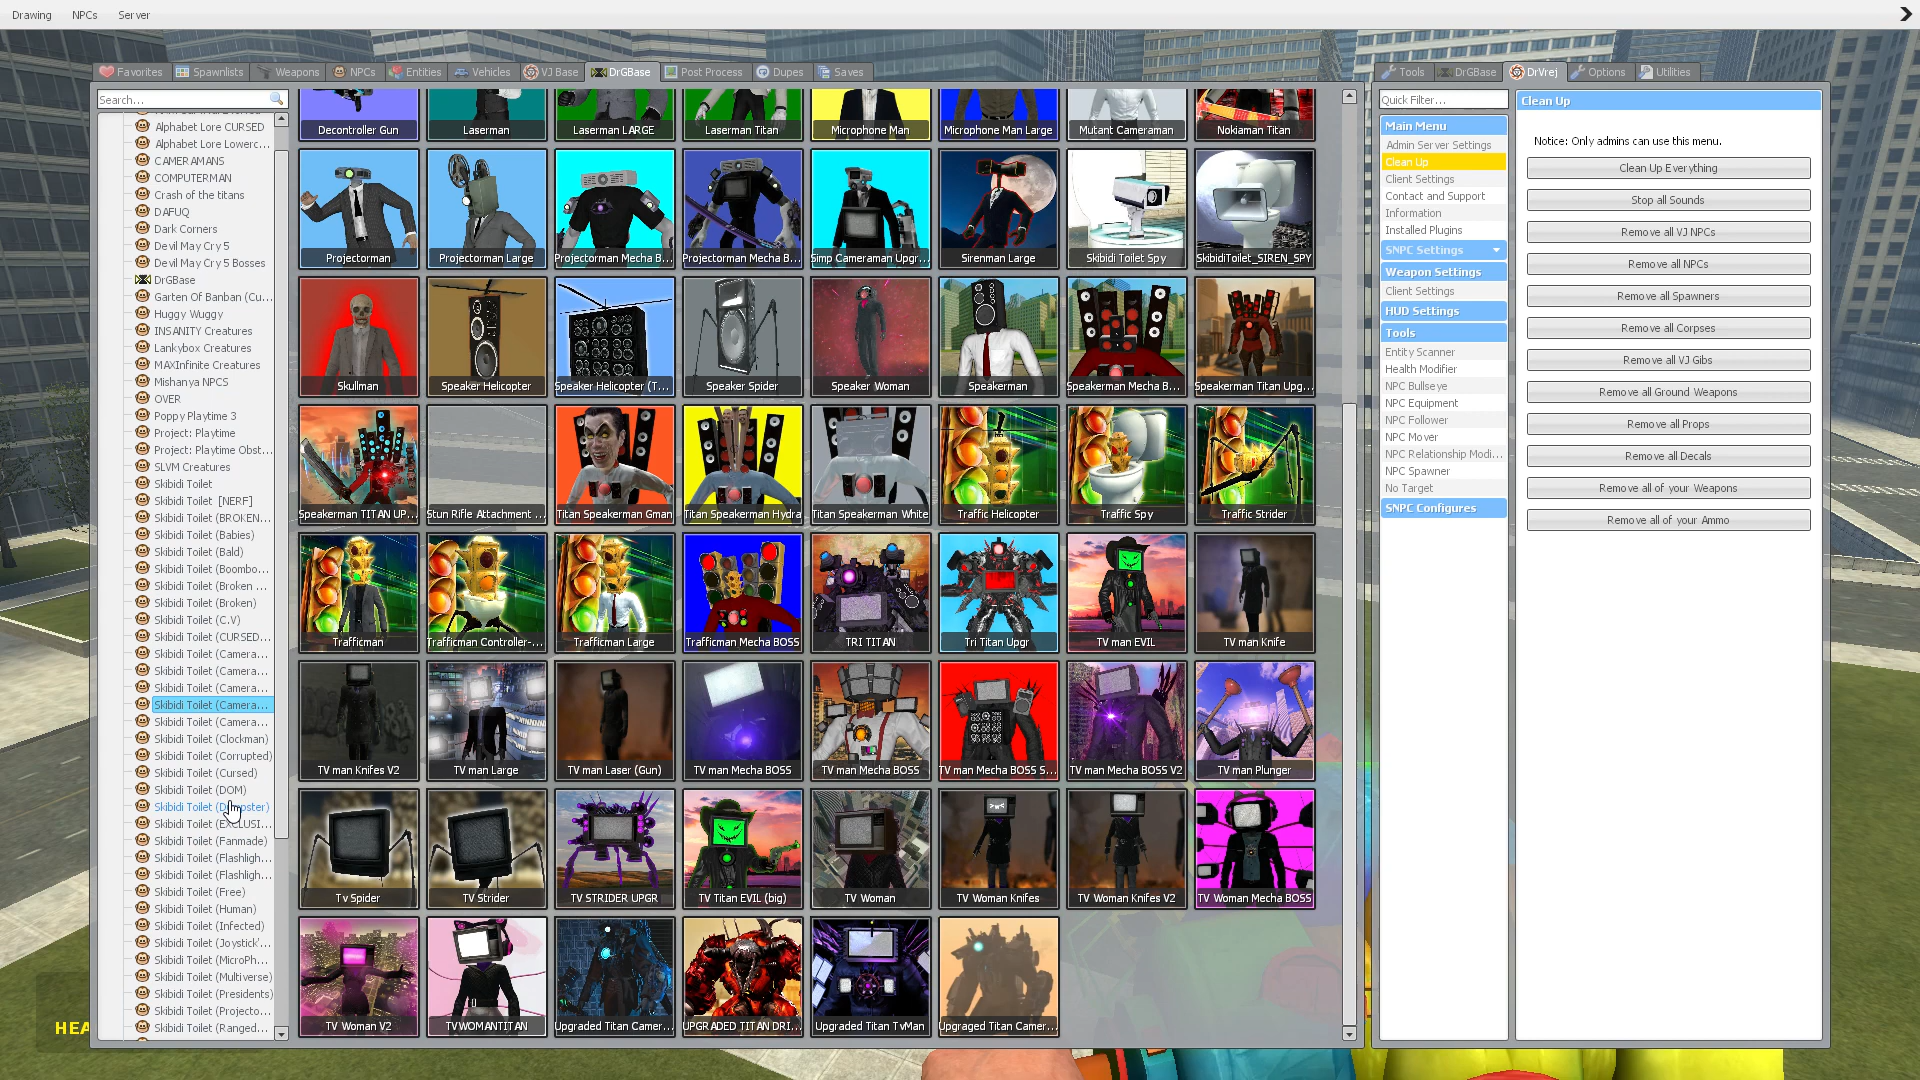 Drawing NPCs Server
Favorites Spawnlists Weapons NPCs Entities Vehicles VJ Base DrGBase Post Process Dupes Saves
Tools DrGBase DrVrej Options Utilities
Search...
Alphabet Lore CURSED
Alphabet Lore Lowerc...
CAMERAMANS
COMPUTERMAN
Crash of the titans
DAFUQ
Dark Corners
Devil May Cry 5
Devil May Cry 5 Bosses
DrGBase
Garten Of Banban (Cu...
Huggy Wuggy
INSANITY Creatures
Lankybox Creatures
MAXInfinite Creatures
Mishanya NPCS
OVER
Poppy Playtime 3
Project: Playtime
Project: Playtime Obst...
SLVM Creatures
Skibidi Toilet
Skibidi Toilet  [NERF]
Skibidi Toilet (BROKEN...
Skibidi Toilet (Babies)
Skibidi Toilet (Bald)
Skibidi Toilet (Boombo...
Skibidi Toilet (Broken ...
Skibidi Toilet (Broken)
Skibidi Toilet (C.V)
Skibidi Toilet (CURSED...
Skibidi Toilet (Camera...
Skibidi Toilet (Camera...
Skibidi Toilet (Camera...
Skibidi Toilet (Camera...
Skibidi Toilet (Camera...
Skibidi Toilet (Clockman)
Skibidi Toilet (Corrupted)
Skibidi Toilet (Cursed)
Skibidi Toilet (DOM)
Skibidi Toilet
Skibidi Toilet
Skibidi Toilet (Fanmade)
Skibidi Toilet (Flashligh...
Skibidi Toilet (Flashligh...
Skibidi Toilet (Free)
Skibidi Toilet (Human)
Skibidi Toilet (Infected)
Skibidi Toilet (Joystick'...
Skibidi Toilet (MicroPh...
Skibidi Toilet (Multiverse)
Skibidi Toilet (Presidents)
Skibidi Toilet (Projecto...
Skibidi Toilet (Ranged...
HEA
Decontroller Gun Laserman Laserman LARGE Laserman Titan Microphone Man Microphone Man Large Mutant Cameraman Nokiaman Titan
Projectorman Projectorman Large Projectorman Mecha B... Projectorman Mecha B... Simp Cameraman Upgr... Sirenman Large Skibidi Toilet Spy SkibidiToilet_SIREN_SPY
Skullman Speaker Helicopter Speaker Helicopter (T... Speaker Spider Speaker Woman Speakerman Speakerman Mecha B... Speakerman Titan Upg...
Speakerman TITAN UP... Stun Rifle Attachment ... Titan Speakerman Gman Titan Speakerman Hydra Titan Speakerman White Traffic Helicopter Traffic Spy Traffic Strider
Trafficman Trafficman Controller-... Trafficman Large Trafficman Mecha BOSS TRI TITAN Tri Titan Upgr TV man EVIL TV man Knife
TV man Knifes V2 TV man Large TV man Laser (Gun) TV man Mecha BOSS TV man Mecha BOSS TV man Mecha BOSS S... TV man Mecha BOSS V2 TV man Plunger
>w<
Tv Spider TV Strider TV STRIDER UPGR TV Titan EVIL (big) TV Woman TV Woman Knifes TV Woman Knifes V2 TV Woman Mecha BOSS
TV Woman V2 TVWOMANTITAN Upgraded Titan Camer... UPGRADED TITAN DRI... Upgraded Titan TvMan Upgraged Titan Camer...
Quick Filter...
Main Menu
Admin Server Settings
Clean Up
Client Settings
Contact and Support
Information
Installed Plugins
SNPC Settings
Weapon Settings
Client Settings
HUD Settings
Tools
Entity Scanner
Health Modifier
NPC Bullseye
NPC Equipment
NPC Follower
NPC Mover
NPC Relationship Modi...
NPC Spawner
No Target
SNPC Configures
Clean Up
Notice: Only admins can use this menu.
Clean Up Everything
Stop all Sounds
Remove all VJ NPCs
Remove all NPCs
Remove all Spawners
Remove all Corpses
Remove all VJ Gibs
Remove all Ground Weapons
Remove all Props
Remove all Decals
Remove all of your Weapons
Remove all of your Ammo